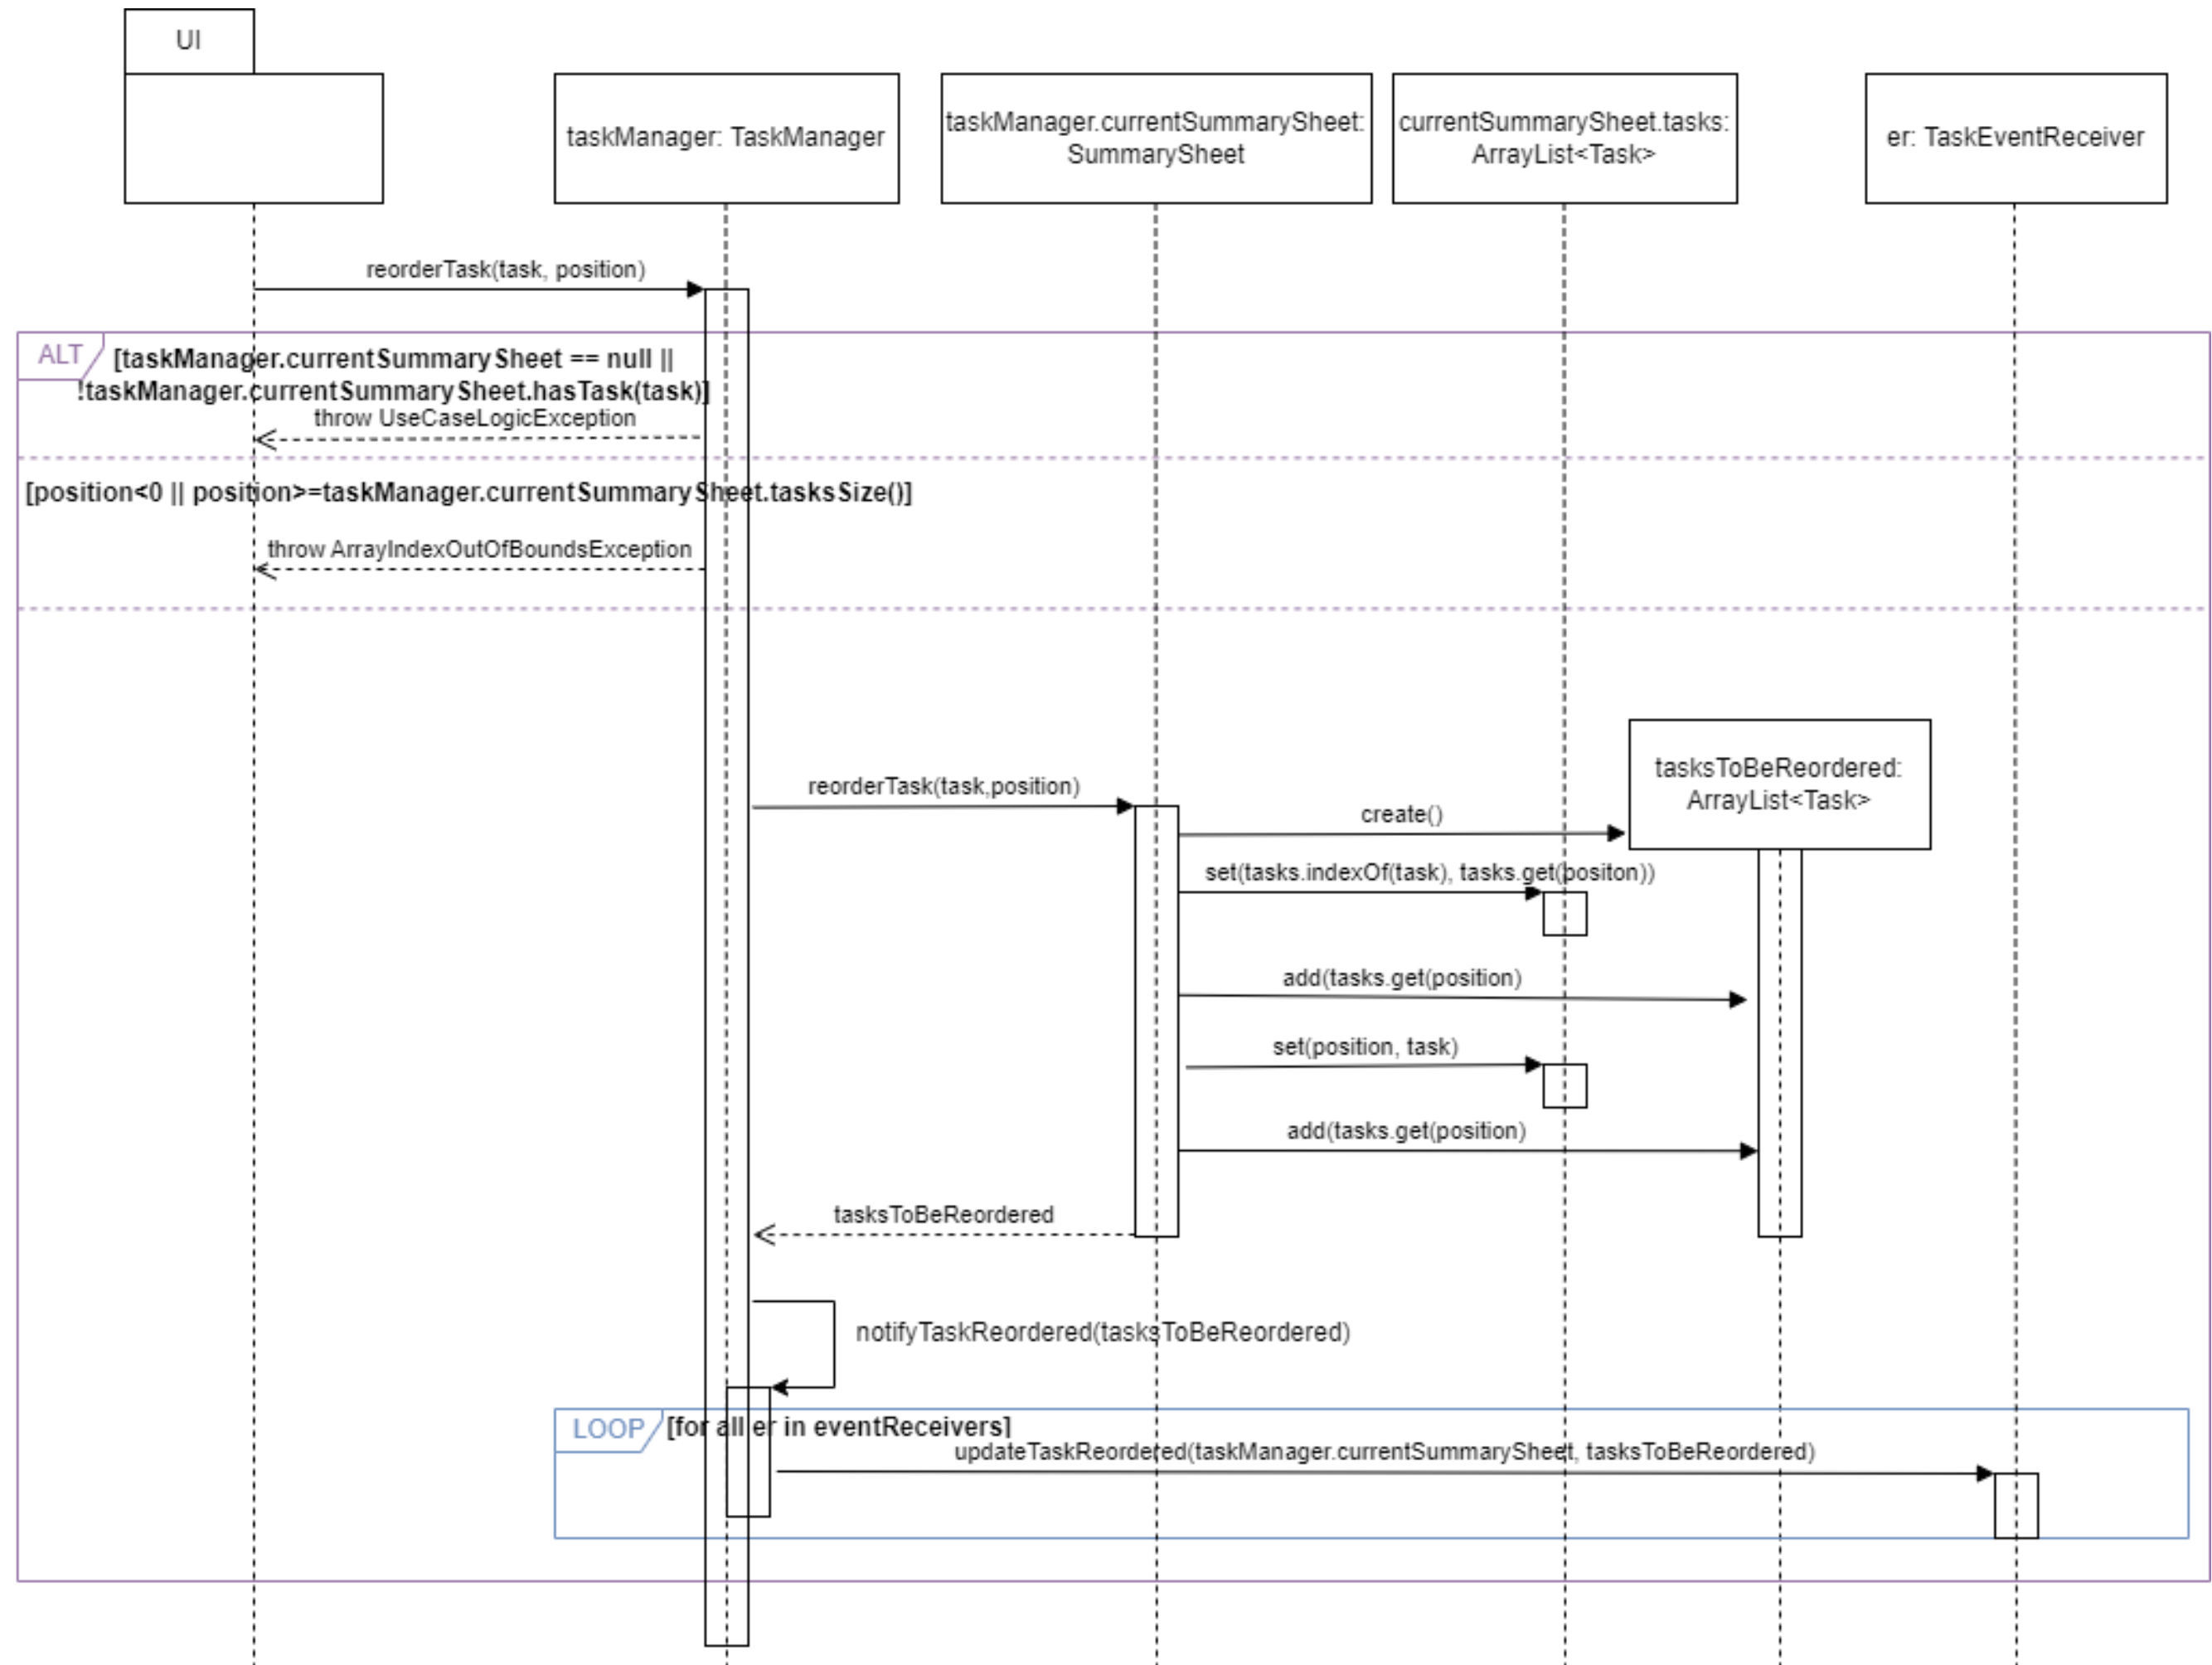 UI
taskManager: TaskManager
taskManager.currentSummarySheet:
SummarySheet
currentSummarySheet.tasks:
ArrayList<Task>
er: TaskEventReceiver
reorderTask(task, position)
ALT
[taskManager.currentSummarySheet == null ||
!taskManager.currentSummarySheet.hasTask(task)]
throw UseCaseLogicException
[position<0 || position>=taskManager.currentSummarySheet.tasksSize()]
throw ArrayIndexOutOfBoundsException
tasksToBeReordered:
ArrayList<Task>
reorderTask(task,position)
create()
set(tasks.indexOf(task), tasks.get(positon))
add(tasks.get(position)
set(position, task)
add(tasks.get(position)
tasksToBeReordered
notifyTaskReordered(tasksToBeReordered)
LOOP
[for all er in eventReceivers]
updateTaskReordered(taskManager.currentSummarySheet, tasksToBeReordered)